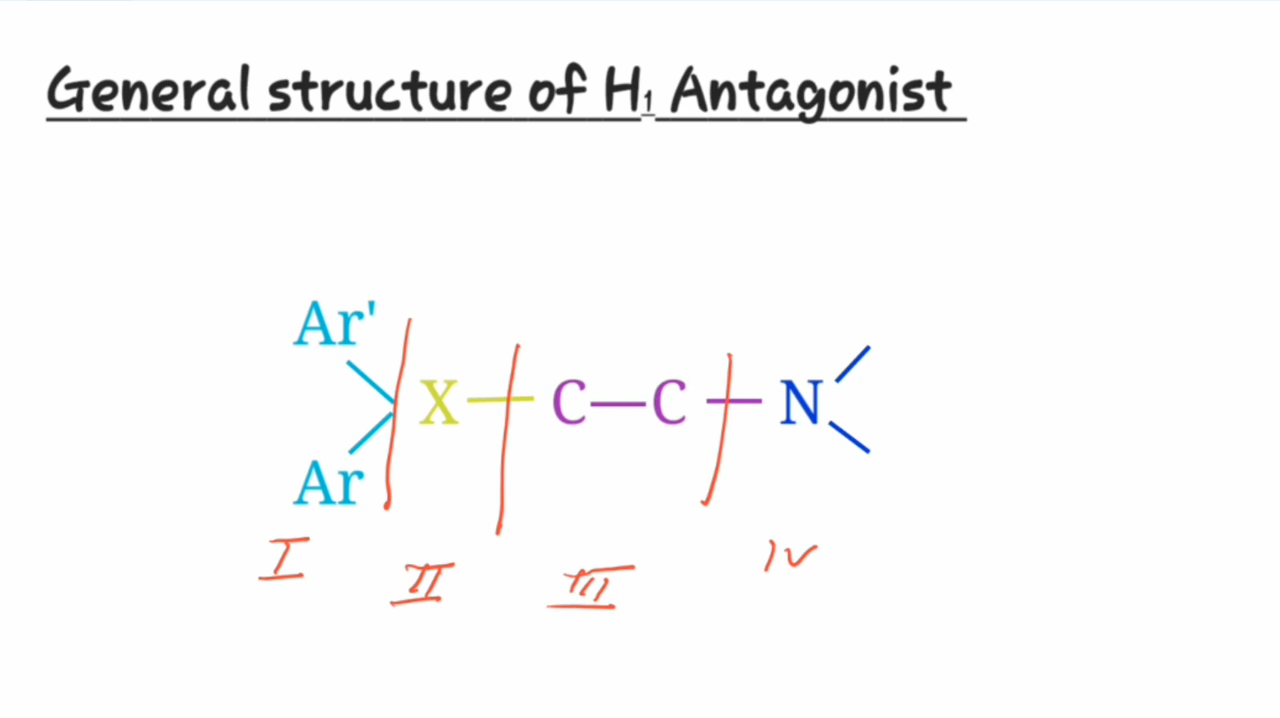 General structure of H₁ Antagonist
Ar'
X — C — C — N
Ar
I II III IV